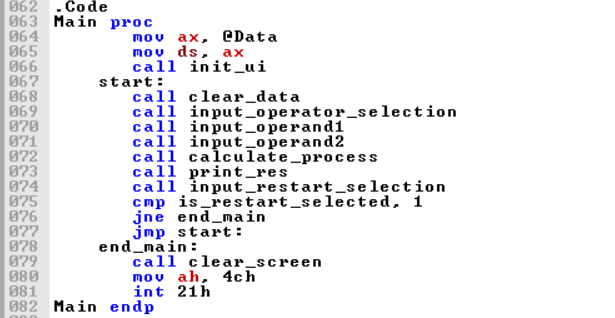 062 .Code
063 Main proc
064 mov ax, @Data
065 mov ds, ax
066 call init_ui
067 start:
068 call clear_data
069 call input_operator_selection
070 call input_operand1
071 call input_operand2
072 call calculate_process
073 call print_res
074 call input_restart_selection
075 cmp is_restart_selected, 1
076 jne end_main
077 jmp start:
078 end_main:
079 call clear_screen
080 mov ah, 4ch
081 int 21h
082 Main endp